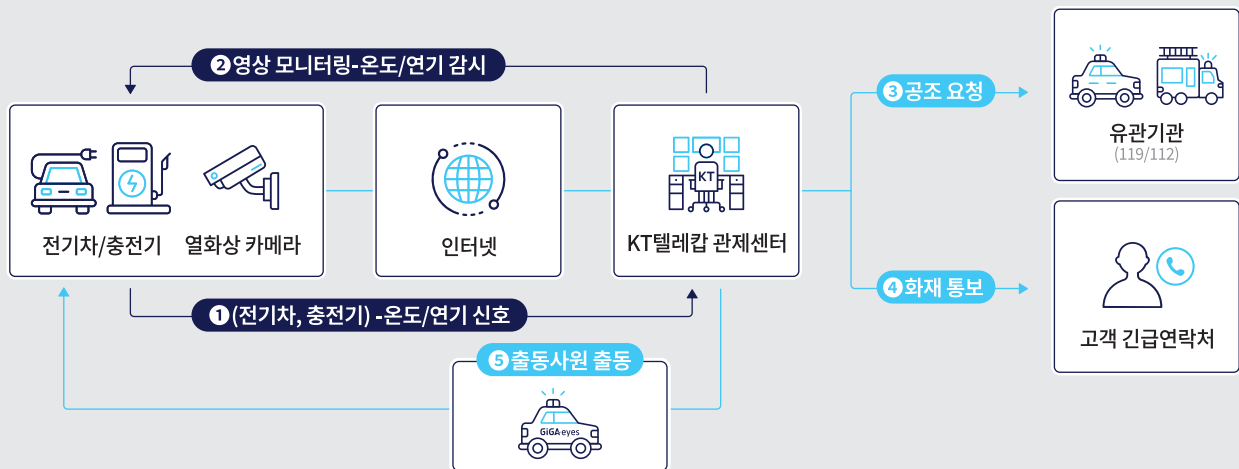 ❷영상 모니터링-온도/연기 감시
❸공조 요청
유관기관
(119/112)
전기차/충전기
열화상 카메라
인터넷
KT
KT텔레캅 관제센터
❹화재 통보
❶(전기차, 충전기) -온도/연기 신호
고객 긴급연락처
❺출동사원 출동
GiGA eyes